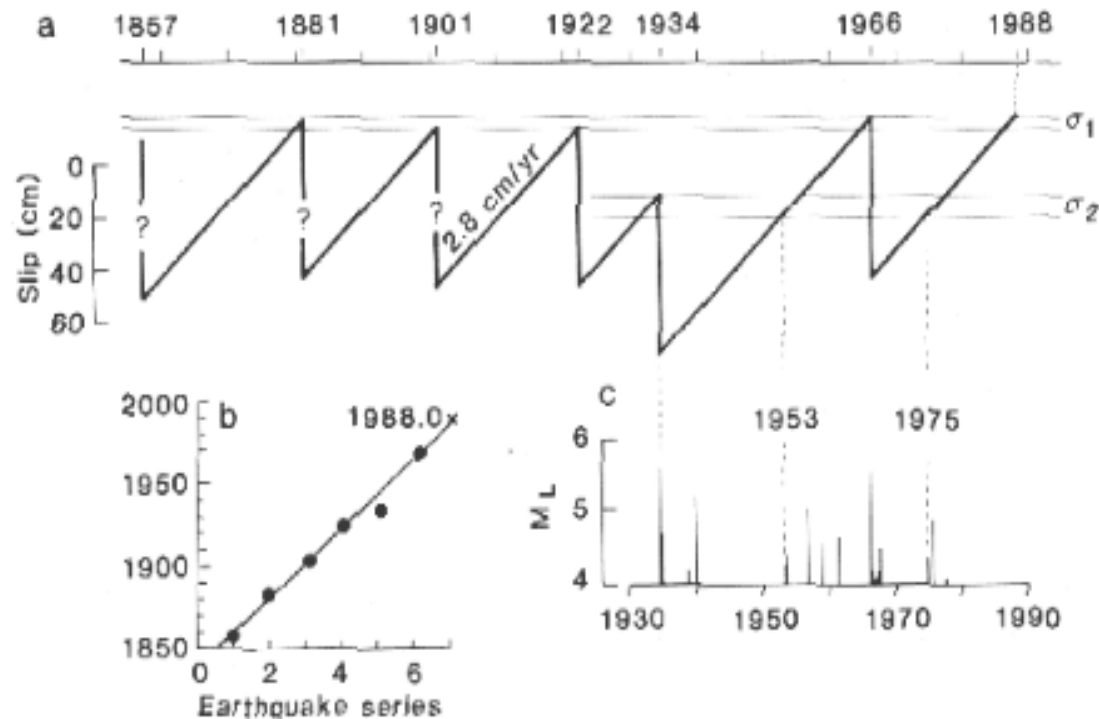 a
1857 1881 1901 1922 1934 1966 1988
σ1
σ2
Slip (cm)
0
20
40
60
?
?
?
2.8 cm/yr
b
1988.0x
2000
1950
1900
1850
0 2 4 6
Earthquake series
c
1953 1975
ML
6
5
4
1930 1950 1970 1990